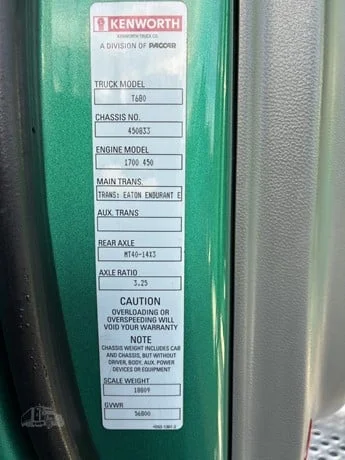 KENWORTH
KENWORTH TRUCK CO.
A DIVISION OF PACCAR
TRUCK MODEL
T680
CHASSIS NO.
450833
ENGINE MODEL
1700 450
MAIN TRANS.
TRANS: EATON ENDURANT E
AUX. TRANS
REAR AXLE
MT40-14X3
AXLE RATIO
3.25
CAUTION
OVERLOADING OR
OVERSPEEDING WILL
VOID YOUR WARRANTY
NOTE
CHASSIS WEIGHT INCLUDES CAB
AND CHASSIS, BUT WITHOUT
DRIVER, BODY, AUX. POWER
DEVICES OR EQUIPMENT
SCALE WEIGHT
18809
GVWR
56800